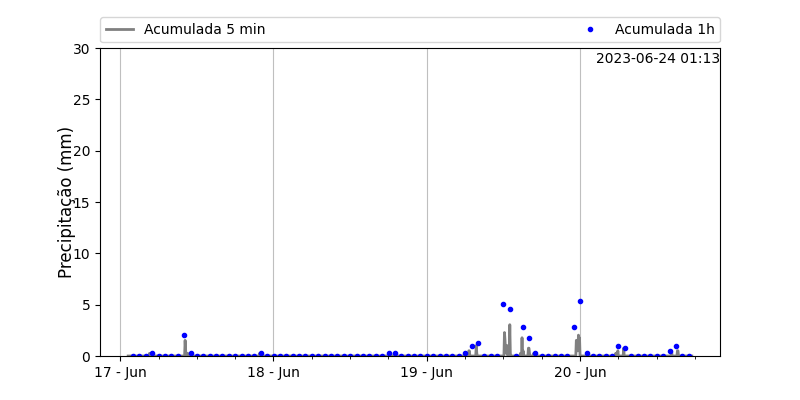 Acumulada 5 min
Acumulada 1h
2023-06-24 01:13
Precipitação (mm)
30
25
20
15
10
5
0
17 - Jun
18 - Jun
19 - Jun
20 - Jun